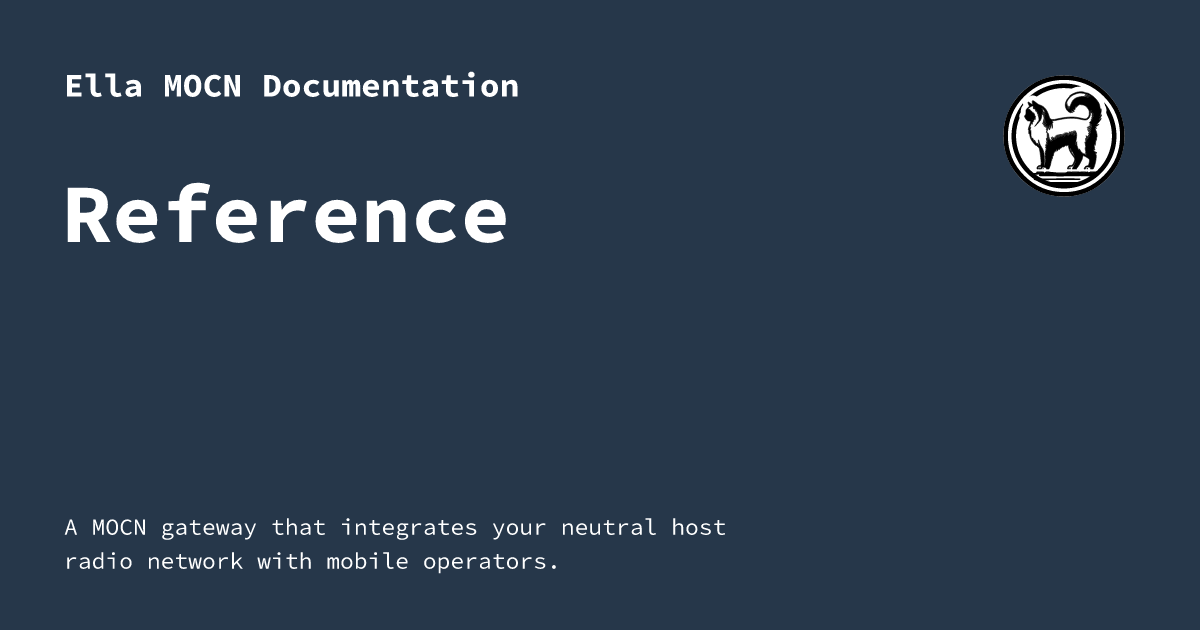 Ella MOCN Documentation
Reference
A MOCN gateway that integrates your neutral host
radio network with mobile operators.